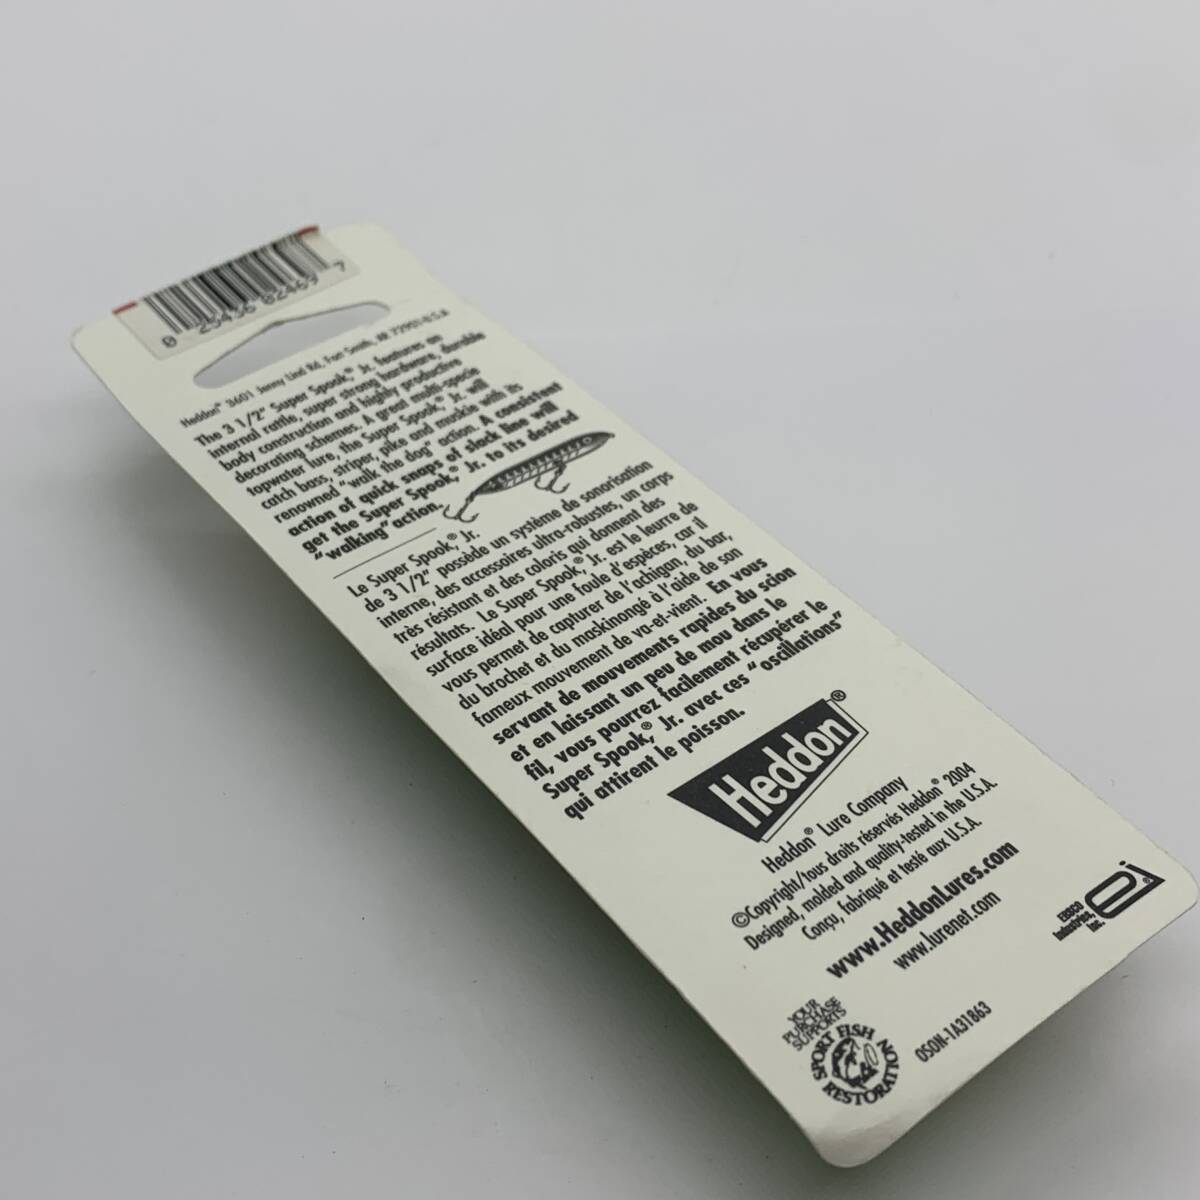 0 25436 02469 7
Heddon® 3601 Jenny Lind Rd, Fort Smith, AR 72901-U.S.A
The 3 1/2" Super Spook®, Jr. features an
internal rattle, super strong hardware, durable
body construction and highly productive
decorating schemes. A great multi-specie
topwater lure, the Super Spook®, Jr. will
catch bass, striper, pike and muskie with its
renowned "walk the dog" action. A consistent
action of quick snaps of slack line will
get the Super Spook®, Jr. to its desired
"walking" action.
Le Super Spook®, Jr.
de 3 1/2" possède un système de sonorisation
interne, des accessoires ultra-robustes, un corps
très résistant et des coloris qui donnent des
résultats. Le Super Spook®, Jr. est le leurre de
surface idéal pour une foule d'espèces, car il
vous permet de capturer de l'achigan, du bar,
du brochet et du maskinongé à l'aide de son
fameux mouvement de va-et-vient. En vous
servant de mouvements rapides du scion
et en laissant un peu de mou dans le
fil, vous pourrez facilement récupérer le
Super Spook®, Jr. avec ces "oscillations"
qui attirent le poisson.
Heddon®
Heddon® Lure Company
©Copyright/tous droits réservés Heddon® 2004
Designed, molded and quality-tested in the U.S.A.
Conçu, fabriqué et testé aux U.S.A.
www.HeddonLures.com
www.lurenet.com
EBSCO
Industries,
Inc.
ei®
YOUR
PURCHASE
SUPPORTS
SPORT FISH
RESTORATION
OSON-1A31863